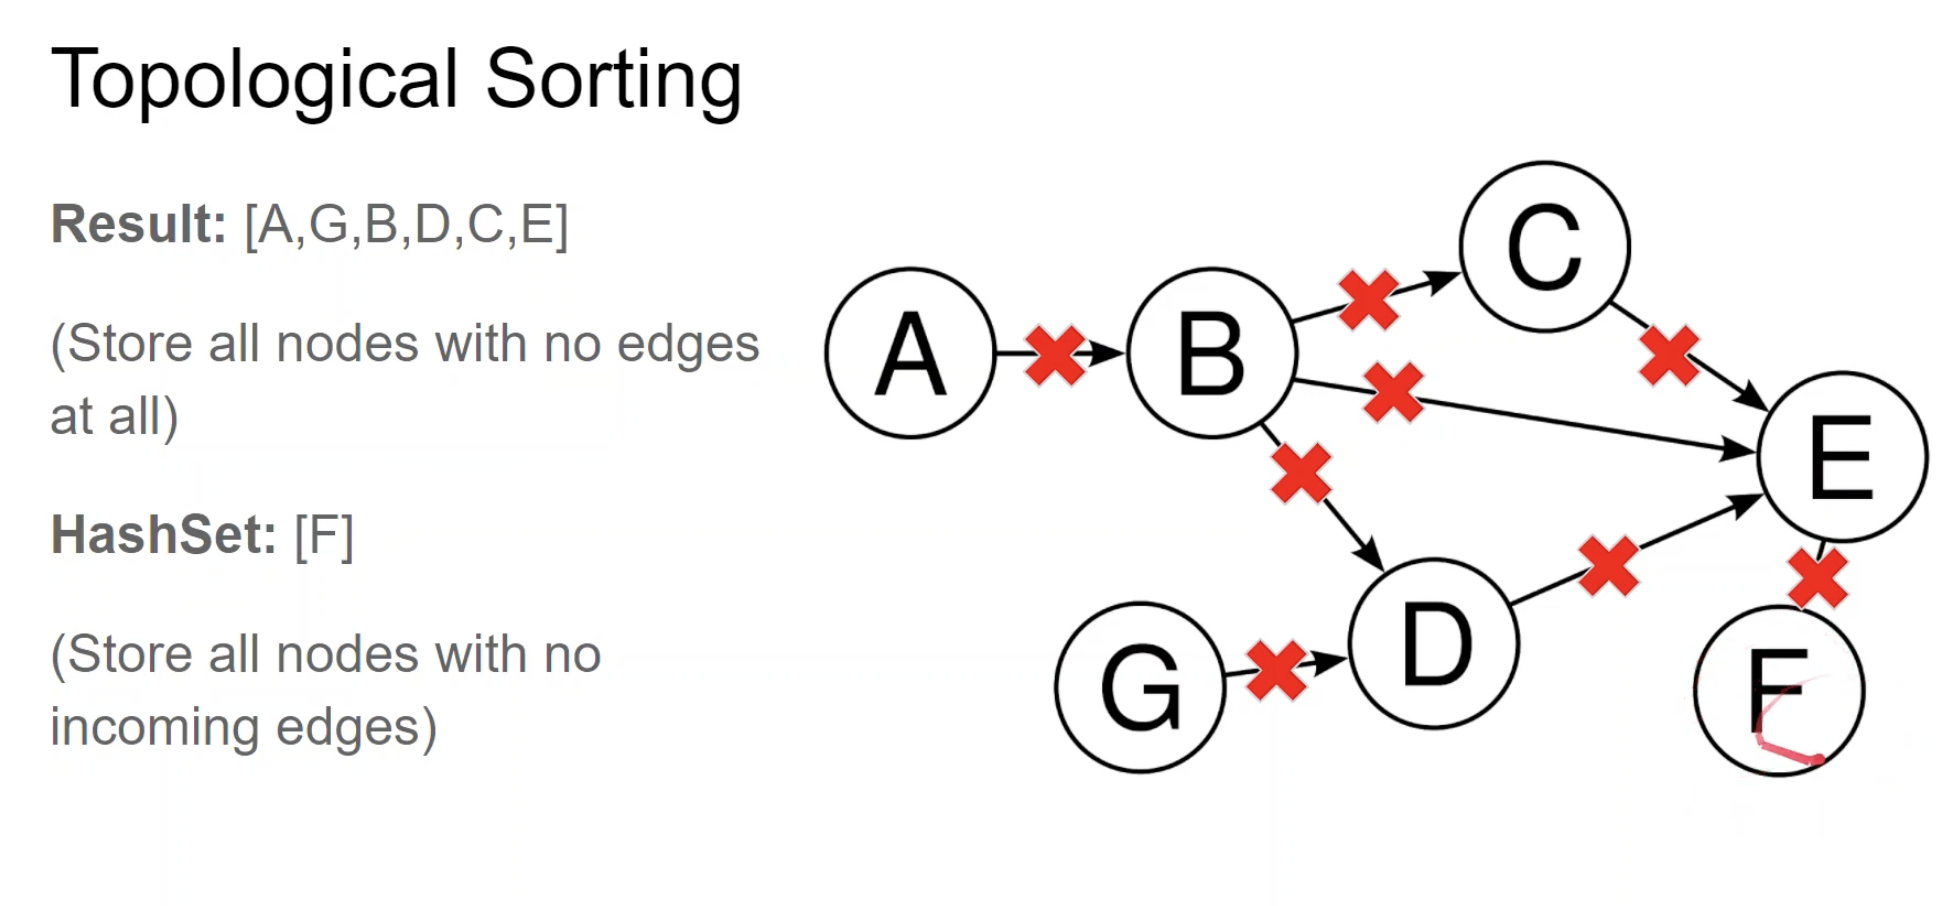 Topological Sorting
Result: [A,G,B,D,C,E]
(Store all nodes with no edges
at all)
HashSet: [F]
(Store all nodes with no
incoming edges)
C
A
B
E
D
G
F